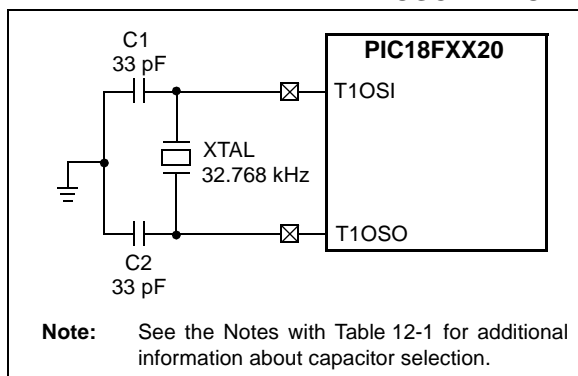 C1
33 pF
PIC18FXX20
T1OSI
XTAL
32.768 kHz
T1OSO
C2
33 pF
Note: See the Notes with Table 12-1 for additional
information about capacitor selection.